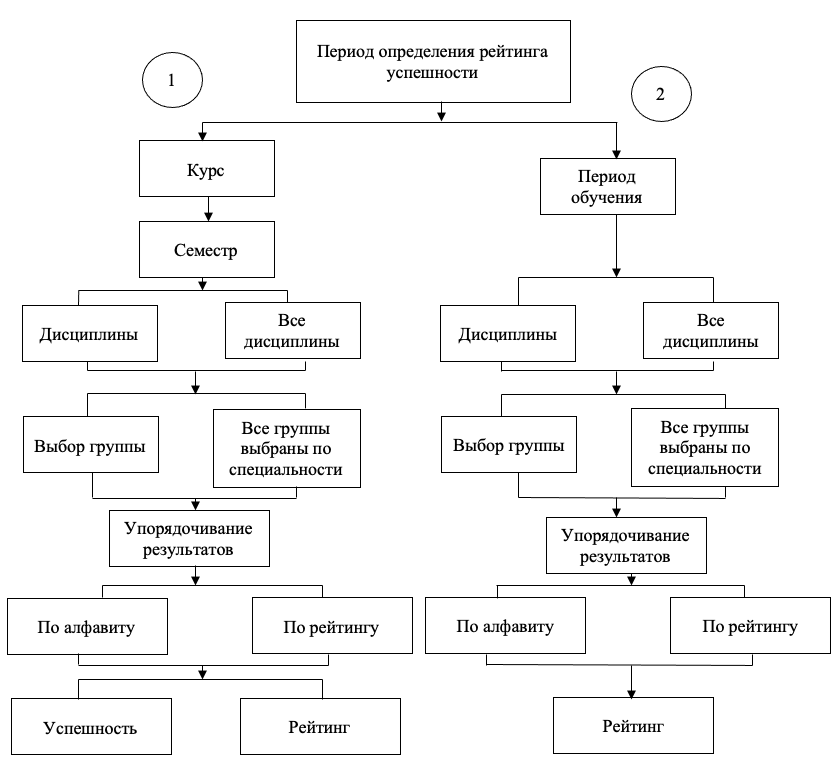 Период определения рейтинга
успешности
1
2
Курс
Период
обучения
Семестр
Дисциплины
Все
дисциплины
Дисциплины
Все
дисциплины
Выбор группы
Все группы
выбраны по
специальности
Выбор группы
Все группы
выбраны по
специальности
Упорядочивание
результатов
Упорядочивание
результатов
По алфавиту
По рейтингу
По алфавиту
По рейтингу
Успешность
Рейтинг
Рейтинг